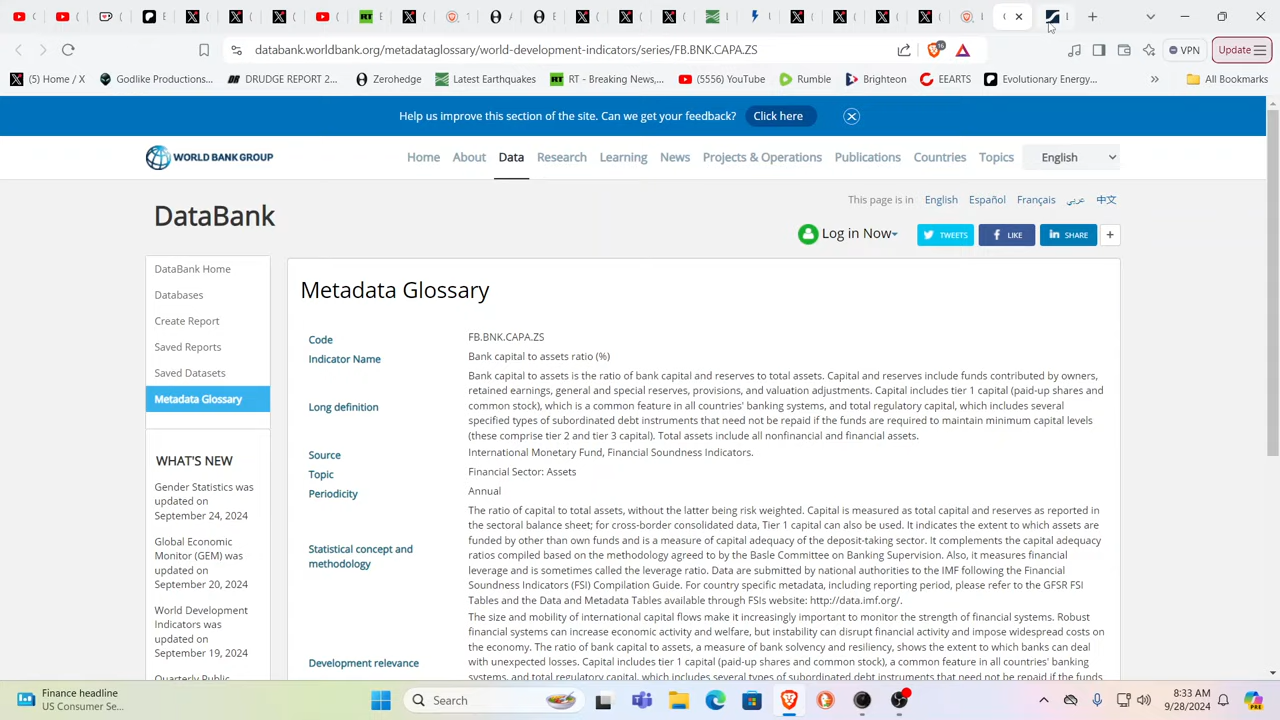 databank.worldbank.org/metadataglossary/world-development-indicators/series/FB.BNK.CAPA.ZS
VPN
Update
(5) Home / X
Godlike Productions...
DRUDGE REPORT 2...
Zerohedge
Latest Earthquakes
RT - Breaking News,...
(5556) YouTube
Rumble
Brighteon
EEARTS
Evolutionary Energy...
All Bookmarks
Help us improve this section of the site. Can we get your feedback?
Click here
WORLD BANK GROUP
Home
About
Data
Research
Learning
News
Projects & Operations
Publications
Countries
Topics
English
This page is in English Español Français عربي 中文
DataBank
Log in Now
TWEETS
LIKE
SHARE
+
DataBank Home
Databases
Create Report
Saved Reports
Saved Datasets
Metadata Glossary
WHAT'S NEW
Gender Statistics was
updated on
September 24, 2024
Global Economic
Monitor (GEM) was
updated on
September 20, 2024
World Development
Indicators was
updated on
September 19, 2024
Quarterly Public
Metadata Glossary
Code
FB.BNK.CAPA.ZS
Indicator Name
Bank capital to assets ratio (%)
Long definition
Bank capital to assets is the ratio of bank capital and reserves to total assets. Capital and reserves include funds contributed by owners,
retained earnings, general and special reserves, provisions, and valuation adjustments. Capital includes tier 1 capital (paid-up shares and
common stock), which is a common feature in all countries' banking systems, and total regulatory capital, which includes several
specified types of subordinated debt instruments that need not be repaid if the funds are required to maintain minimum capital levels
(these comprise tier 2 and tier 3 capital). Total assets include all nonfinancial and financial assets.
Source
International Monetary Fund, Financial Soundness Indicators.
Topic
Financial Sector: Assets
Periodicity
Annual
Statistical concept and
methodology
The ratio of capital to total assets, without the latter being risk weighted. Capital is measured as total capital and reserves as reported in
the sectoral balance sheet; for cross-border consolidated data, Tier 1 capital can also be used. It indicates the extent to which assets are
funded by other than own funds and is a measure of capital adequacy of the deposit-taking sector. It complements the capital adequacy
ratios compiled based on the methodology agreed to by the Basle Committee on Banking Supervision. Also, it measures financial
leverage and is sometimes called the leverage ratio. Data are submitted by national authorities to the IMF following the Financial
Soundness Indicators (FSI) Compilation Guide. For country specific metadata, including reporting period, please refer to the GFSR FSI
Tables and the Data and Metadata Tables available through FSIs website: http://data.imf.org/.
Development relevance
The size and mobility of international capital flows make it increasingly important to monitor the strength of financial systems. Robust
financial systems can increase economic activity and welfare, but instability can disrupt financial activity and impose widespread costs on
the economy. The ratio of bank capital to assets, a measure of bank solvency and resiliency, shows the extent to which banks can deal
with unexpected losses. Capital includes tier 1 capital (paid-up shares and common stock), a common feature in all countries' banking
systems, and total regulatory capital, which includes several specified types of subordinated debt instruments that need not be repaid if the funds
Finance headline
US Consumer Se...
Search
8:33 AM
9/28/2024